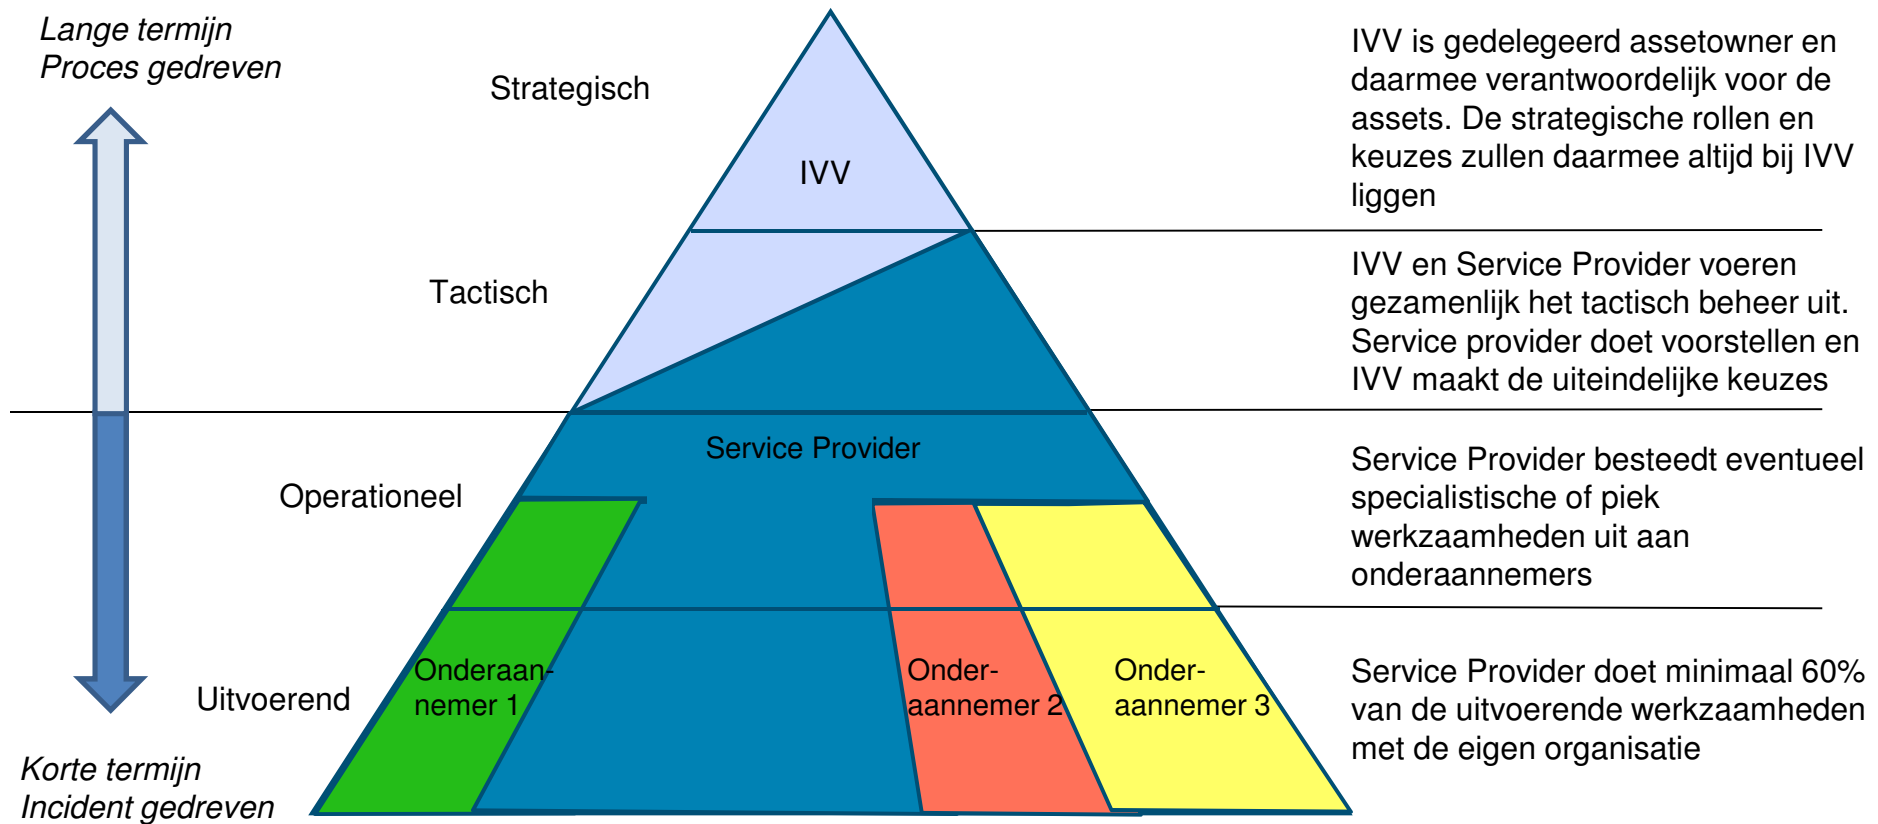 Lange termijn
Proces gedreven
Strategisch
IVV
IVV is gedelegeerd assetowner en
daarmee verantwoordelijk voor de
assets. De strategische rollen en
keuzes zullen daarmee altijd bij IVV
liggen
Tactisch
IVV en Service Provider voeren
gezamenlijk het tactisch beheer uit.
Service provider doet voorstellen en
IVV maakt de uiteindelijke keuzes
Service Provider
Operationeel
Service Provider besteedt eventueel
specialistische of piek
werkzaamheden uit aan
onderaannemers
Uitvoerend
Onderaan-
nemer 1
Onder-
aannemer 2
Onder-
aannemer 3
Service Provider doet minimaal 60%
van de uitvoerende werkzaamheden
met de eigen organisatie
Korte termijn
Incident gedreven